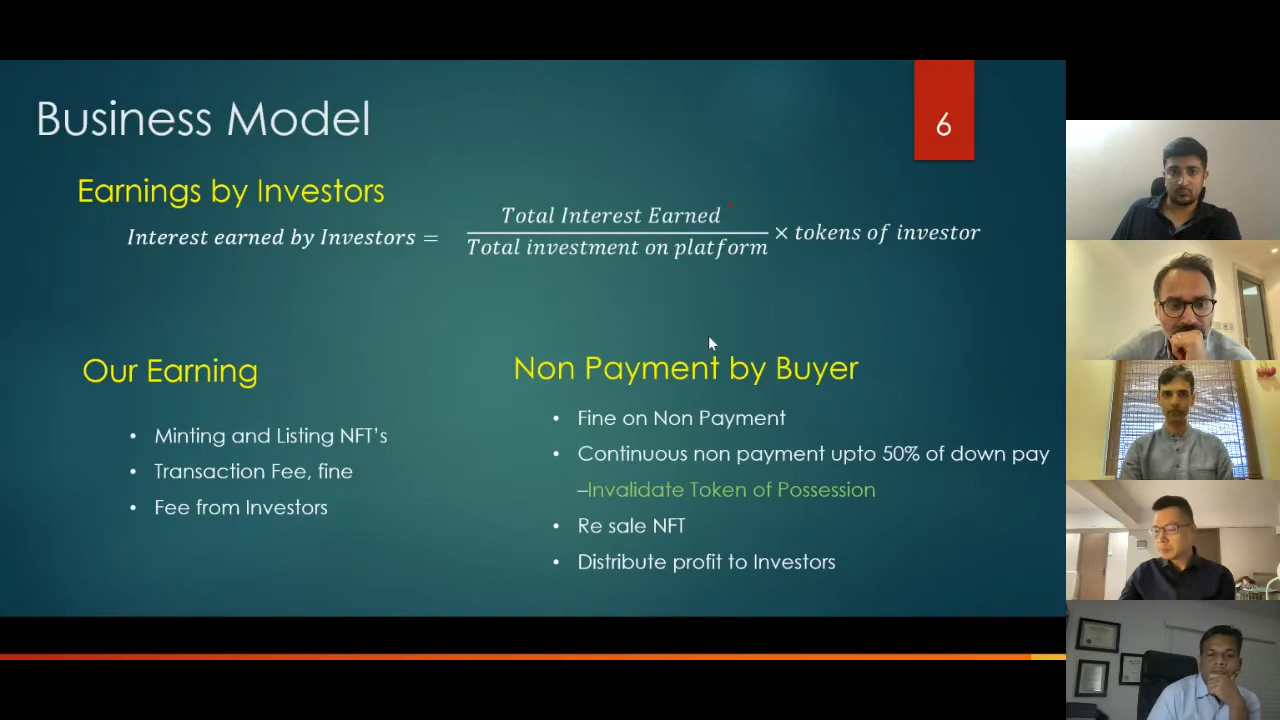 Business Model
6
Earnings by Investors
Interest earned by Investors = Total Interest Earned / Total investment on platform × tokens of investor
Our Earning
• Minting and Listing NFT's
• Transaction Fee, fine
• Fee from Investors
Non Payment by Buyer
• Fine on Non Payment
• Continuous non payment upto 50% of down pay
–Invalidate Token of Possession
• Re sale NFT
• Distribute profit to Investors